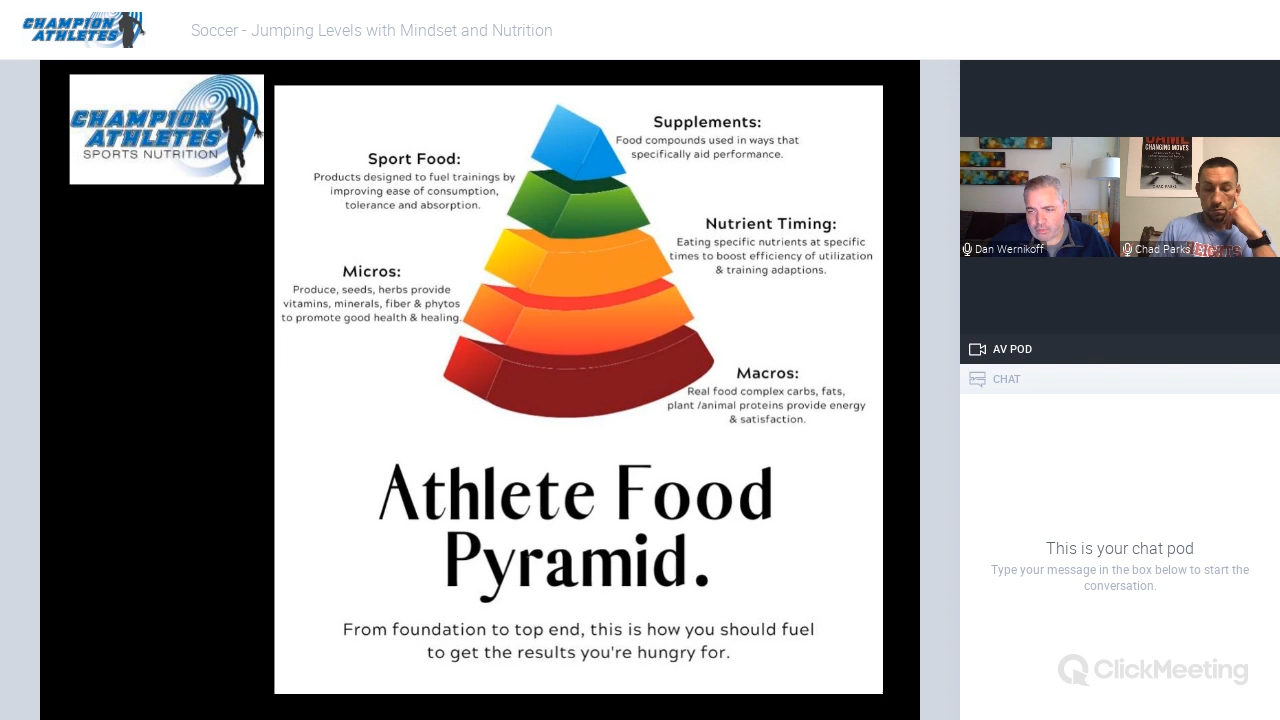 CHAMPION
ATHLETES
Soccer - Jumping Levels with Mindset and Nutrition
CHAMPION
ATHLETES
SPORTS NUTRITION
Supplements:
Food compounds used in ways that
specifically aid performance.
Sport Food:
Products designed to fuel trainings by
improving ease of consumption,
tolerance and absorption.
Nutrient Timing:
Eating specific nutrients at specific
times to boost efficiency of utilization
& training adaptions.
Micros:
Produce, seeds, herbs provide
vitamins, minerals, fiber & phytos
to promote good health & healing.
Macros:
Real food complex carbs, fats,
plant /animal proteins provide energy
& satisfaction.
Athlete Food
Pyramid.
From foundation to top end, this is how you should fuel
to get the results you're hungry for.
GAME
CHANGING MOVES
CHAD PARKS
Dan Wernikoff
Chad Parks
AV POD
CHAT
This is your chat pod
Type your message in the box below to start the
conversation.
ClickMeeting